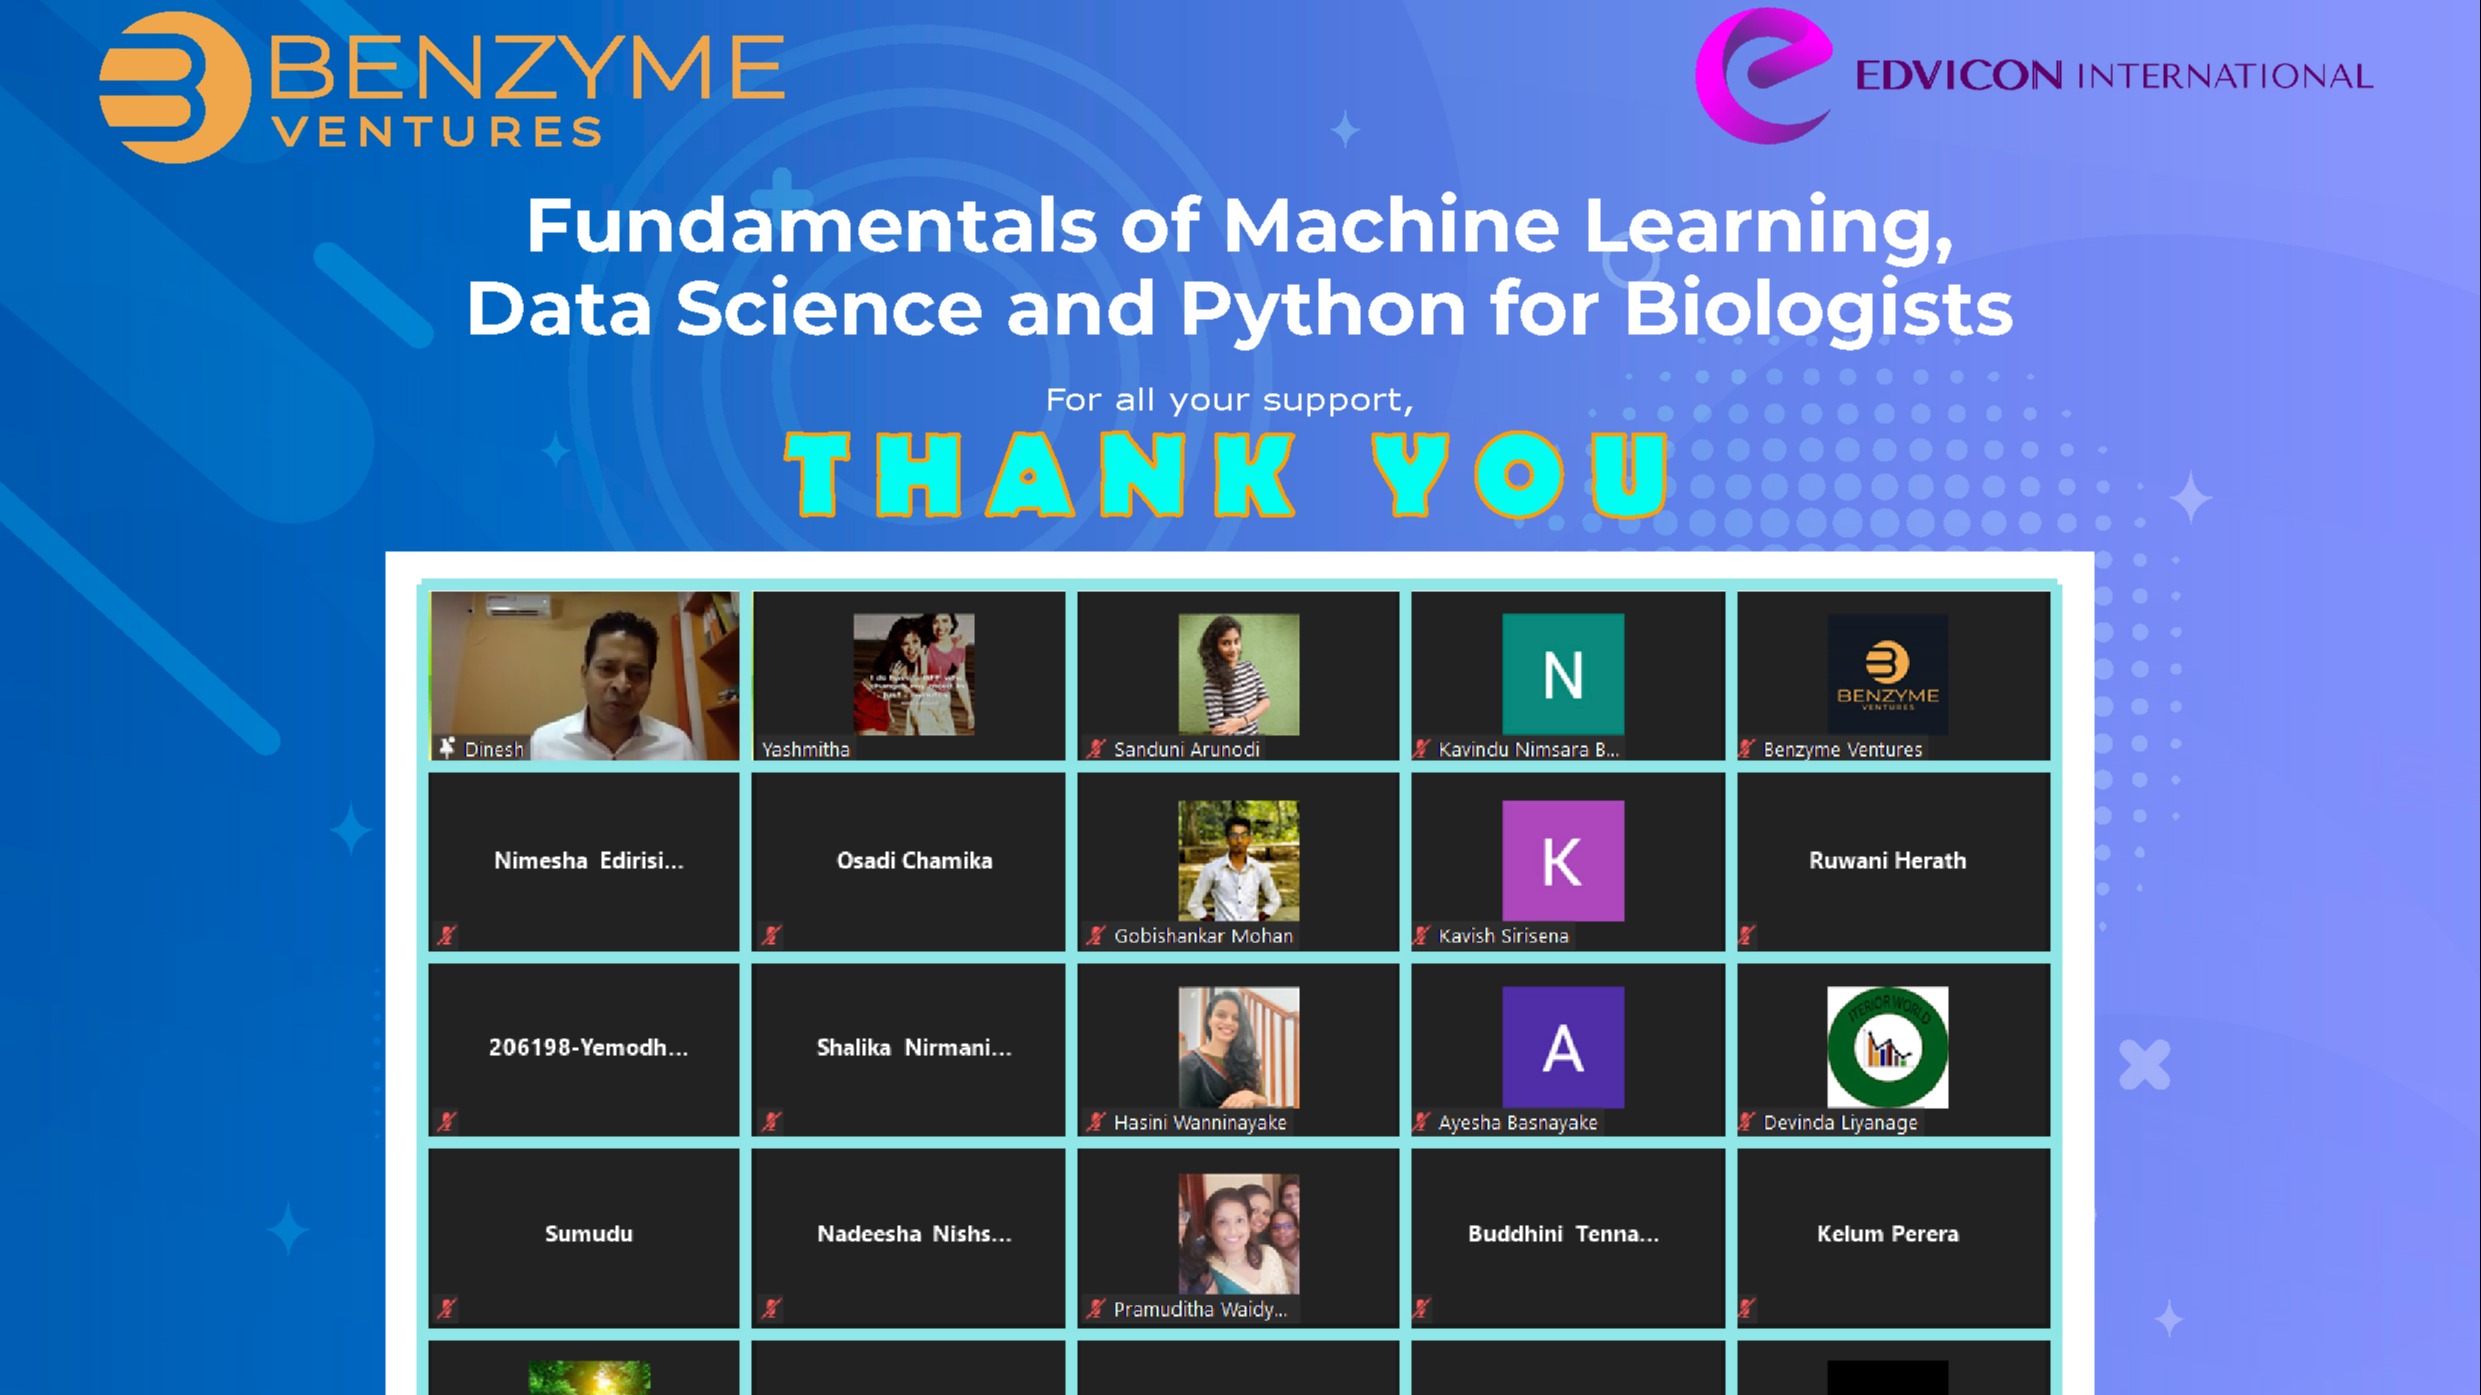 BENZYME
VENTURES
EDVICON INTERNATIONAL
Fundamentals of Machine Learning,
Data Science and Python for Biologists
For all your support,
THANK YOU
Dinesh
Yashmitha
Sanduni Arunodi
N
Kavindu Nimsara B...
BENZYME
VENTURES
Benzyme Ventures
Nimesha Edirisi...
Osadi Chamika
Gobishankar Mohan
K
Kavish Sirisena
Ruwani Herath
206198-Yemodh...
Shalika Nirmani...
Hasini Wanninayake
A
Ayesha Basnayake
Devinda Liyanage
Sumudu
Nadeesha Nishs...
Pramuditha Waidy...
Buddhini Tenna...
Kelum Perera